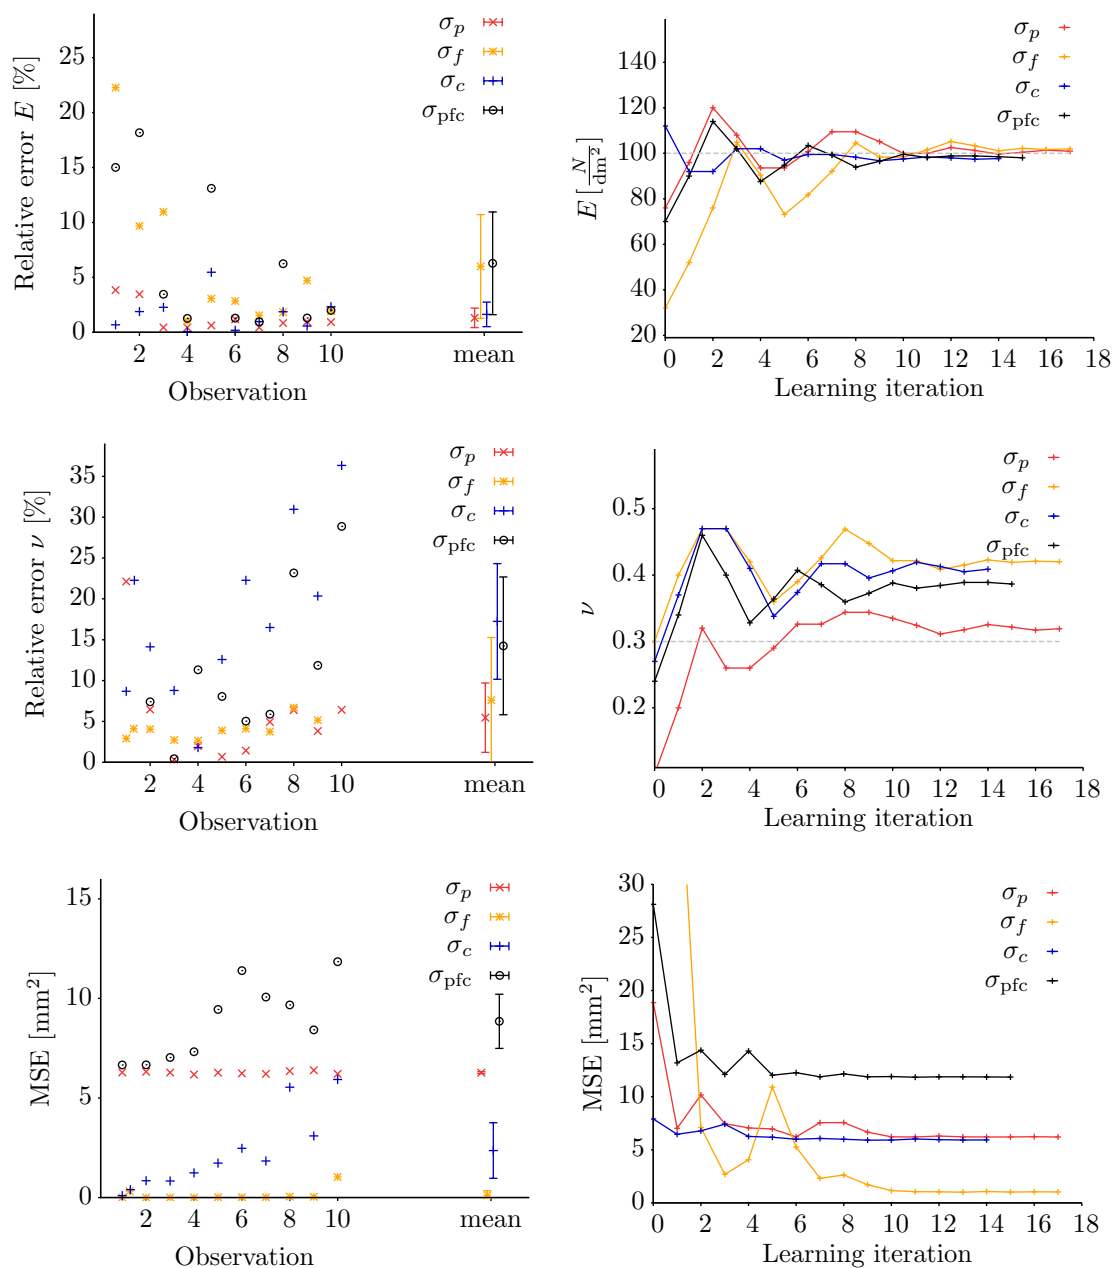 Relative error E [%]
25
20
15
10
5
0
2 4 6 8 10 mean
Observation
σp
σf
σc
σpfc
E [N/dm²]
140
120
100
80
60
40
20
0 2 4 6 8 10 12 14 16 18
Learning iteration
σp
σf
σc
σpfc
Relative error ν [%]
35
30
25
20
15
10
5
0
2 4 6 8 10 mean
Observation
σp
σf
σc
σpfc
ν
0.5
0.4
0.3
0.2
0 2 4 6 8 10 12 14 16 18
Learning iteration
σp
σf
σc
σpfc
MSE [mm²]
15
10
5
0
2 4 6 8 10 mean
Observation
σp
σf
σc
σpfc
MSE [mm²]
30
25
20
15
10
5
0
0 2 4 6 8 10 12 14 16 18
Learning iteration
σp
σf
σc
σpfc